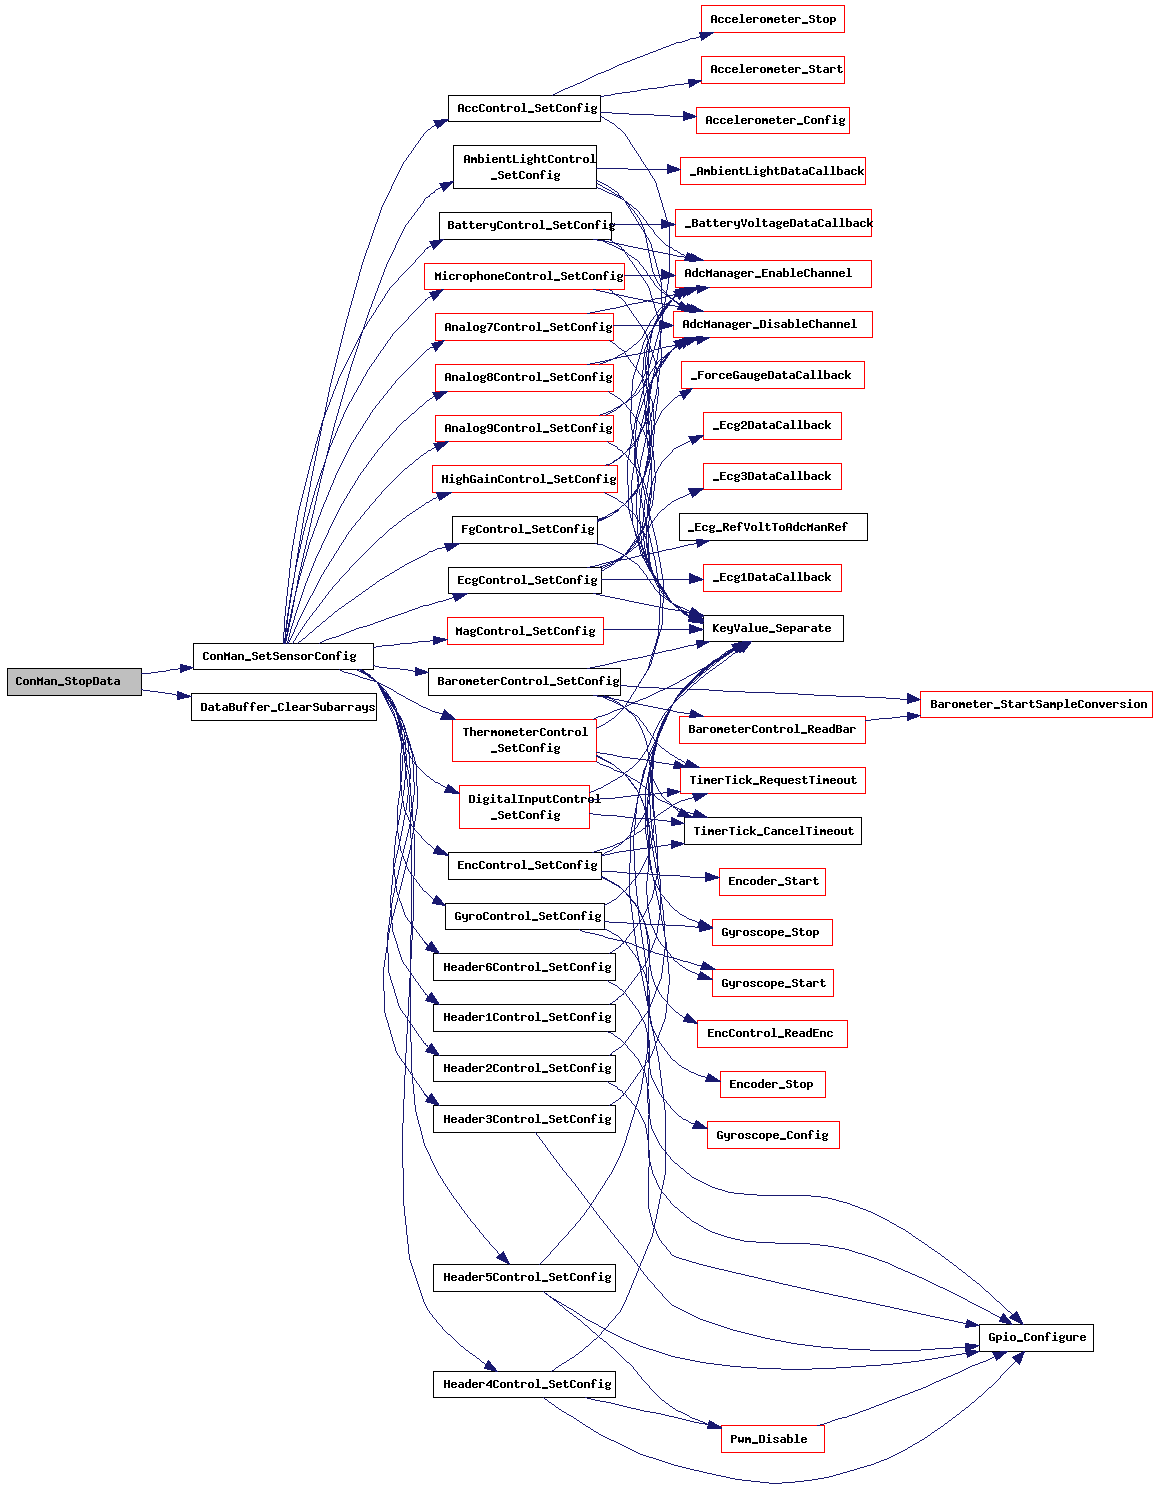 ConMan_StopData
ConMan_SetSensorConfig
DataBuffer_ClearSubarrays
AccControl_SetConfig
AmbientLightControl
_SetConfig
BatteryControl_SetConfig
MicrophoneControl_SetConfig
Analog7Control_SetConfig
Analog8Control_SetConfig
Analog9Control_SetConfig
HighGainControl_SetConfig
FgControl_SetConfig
EcgControl_SetConfig
MagControl_SetConfig
BarometerControl_SetConfig
ThermometerControl
_SetConfig
DigitalInputControl
_SetConfig
EncControl_SetConfig
GyroControl_SetConfig
Header6Control_SetConfig
Header1Control_SetConfig
Header2Control_SetConfig
Header3Control_SetConfig
Header5Control_SetConfig
Header4Control_SetConfig
Accelerometer_Stop
Accelerometer_Start
Accelerometer_Config
_AmbientLightDataCallback
_BatteryVoltageDataCallback
AdcManager_EnableChannel
AdcManager_DisableChannel
_ForceGaugeDataCallback
_Ecg2DataCallback
_Ecg3DataCallback
_Ecg_RefVoltToAdcManRef
_Ecg1DataCallback
KeyValue_Separate
BarometerControl_ReadBar
TimerTick_RequestTimeout
TimerTick_CancelTimeout
Encoder_Start
Gyroscope_Stop
Gyroscope_Start
EncControl_ReadEnc
Encoder_Stop
Gyroscope_Config
Pwm_Disable
Barometer_StartSampleConversion
Gpio_Configure